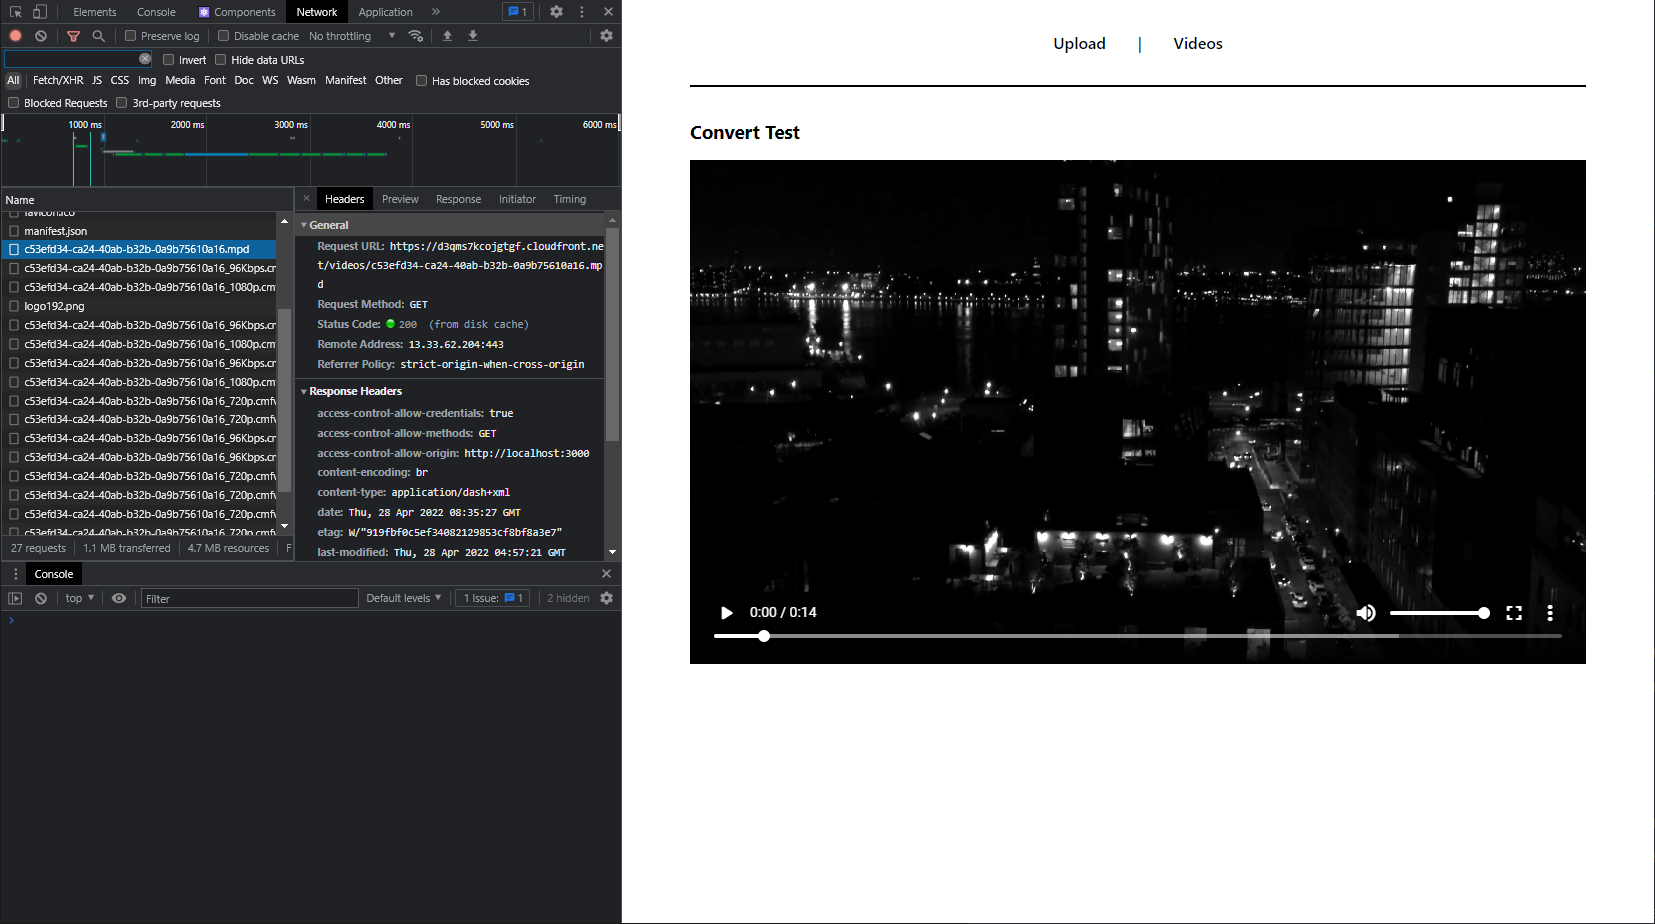 Elements Console Components Network Application » 1
Preserve log Disable cache No throttling
Invert Hide data URLs
All Fetch/XHR JS CSS Img Media Font Doc WS Wasm Manifest Other Has blocked cookies
Blocked Requests 3rd-party requests
1000 ms 2000 ms 3000 ms 4000 ms 5000 ms 6000 ms
Name
favicon.ico
manifest.json
c53efd34-ca24-40ab-b32b-0a9b75610a16.mpd
c53efd34-ca24-40ab-b32b-0a9b75610a16_96Kbps.cr
c53efd34-ca24-40ab-b32b-0a9b75610a16_1080p.cm
logo192.png
c53efd34-ca24-40ab-b32b-0a9b75610a16_96Kbps.cr
c53efd34-ca24-40ab-b32b-0a9b75610a16_1080p.cm
c53efd34-ca24-40ab-b32b-0a9b75610a16_96Kbps.cr
c53efd34-ca24-40ab-b32b-0a9b75610a16_1080p.cm
c53efd34-ca24-40ab-b32b-0a9b75610a16_720p.cmf
c53efd34-ca24-40ab-b32b-0a9b75610a16_720p.cmf
c53efd34-ca24-40ab-b32b-0a9b75610a16_96Kbps.cr
c53efd34-ca24-40ab-b32b-0a9b75610a16_96Kbps.cr
c53efd34-ca24-40ab-b32b-0a9b75610a16_720p.cmf
c53efd34-ca24-40ab-b32b-0a9b75610a16_720p.cmf
c53efd34-ca24-40ab-b32b-0a9b75610a16_720p.cmf
c53efd34-ca24-40ab-b32b-0a9b75610a16_720p.cmf
27 requests 1.1 MB transferred 4.7 MB resources F
× Headers Preview Response Initiator Timing
General
Request URL: https://d3qms7kcojgtgf.cloudfront.ne
t/videos/c53efd34-ca24-40ab-b32b-0a9b75610a16.mp
d
Request Method: GET
Status Code: 200 (from disk cache)
Remote Address: 13.33.62.204:443
Referrer Policy: strict-origin-when-cross-origin
Response Headers
access-control-allow-credentials: true
access-control-allow-methods: GET
access-control-allow-origin: http://localhost:3000
content-encoding: br
content-type: application/dash+xml
date: Thu, 28 Apr 2022 08:35:27 GMT
etag: W/"919fbf0c5ef34082129853cf8bf8a3e7"
last-modified: Thu, 28 Apr 2022 04:57:21 GMT
Console
top Filter Default levels 1 Issue: 1 2 hidden
Upload | Videos
Convert Test
0:00 / 0:14